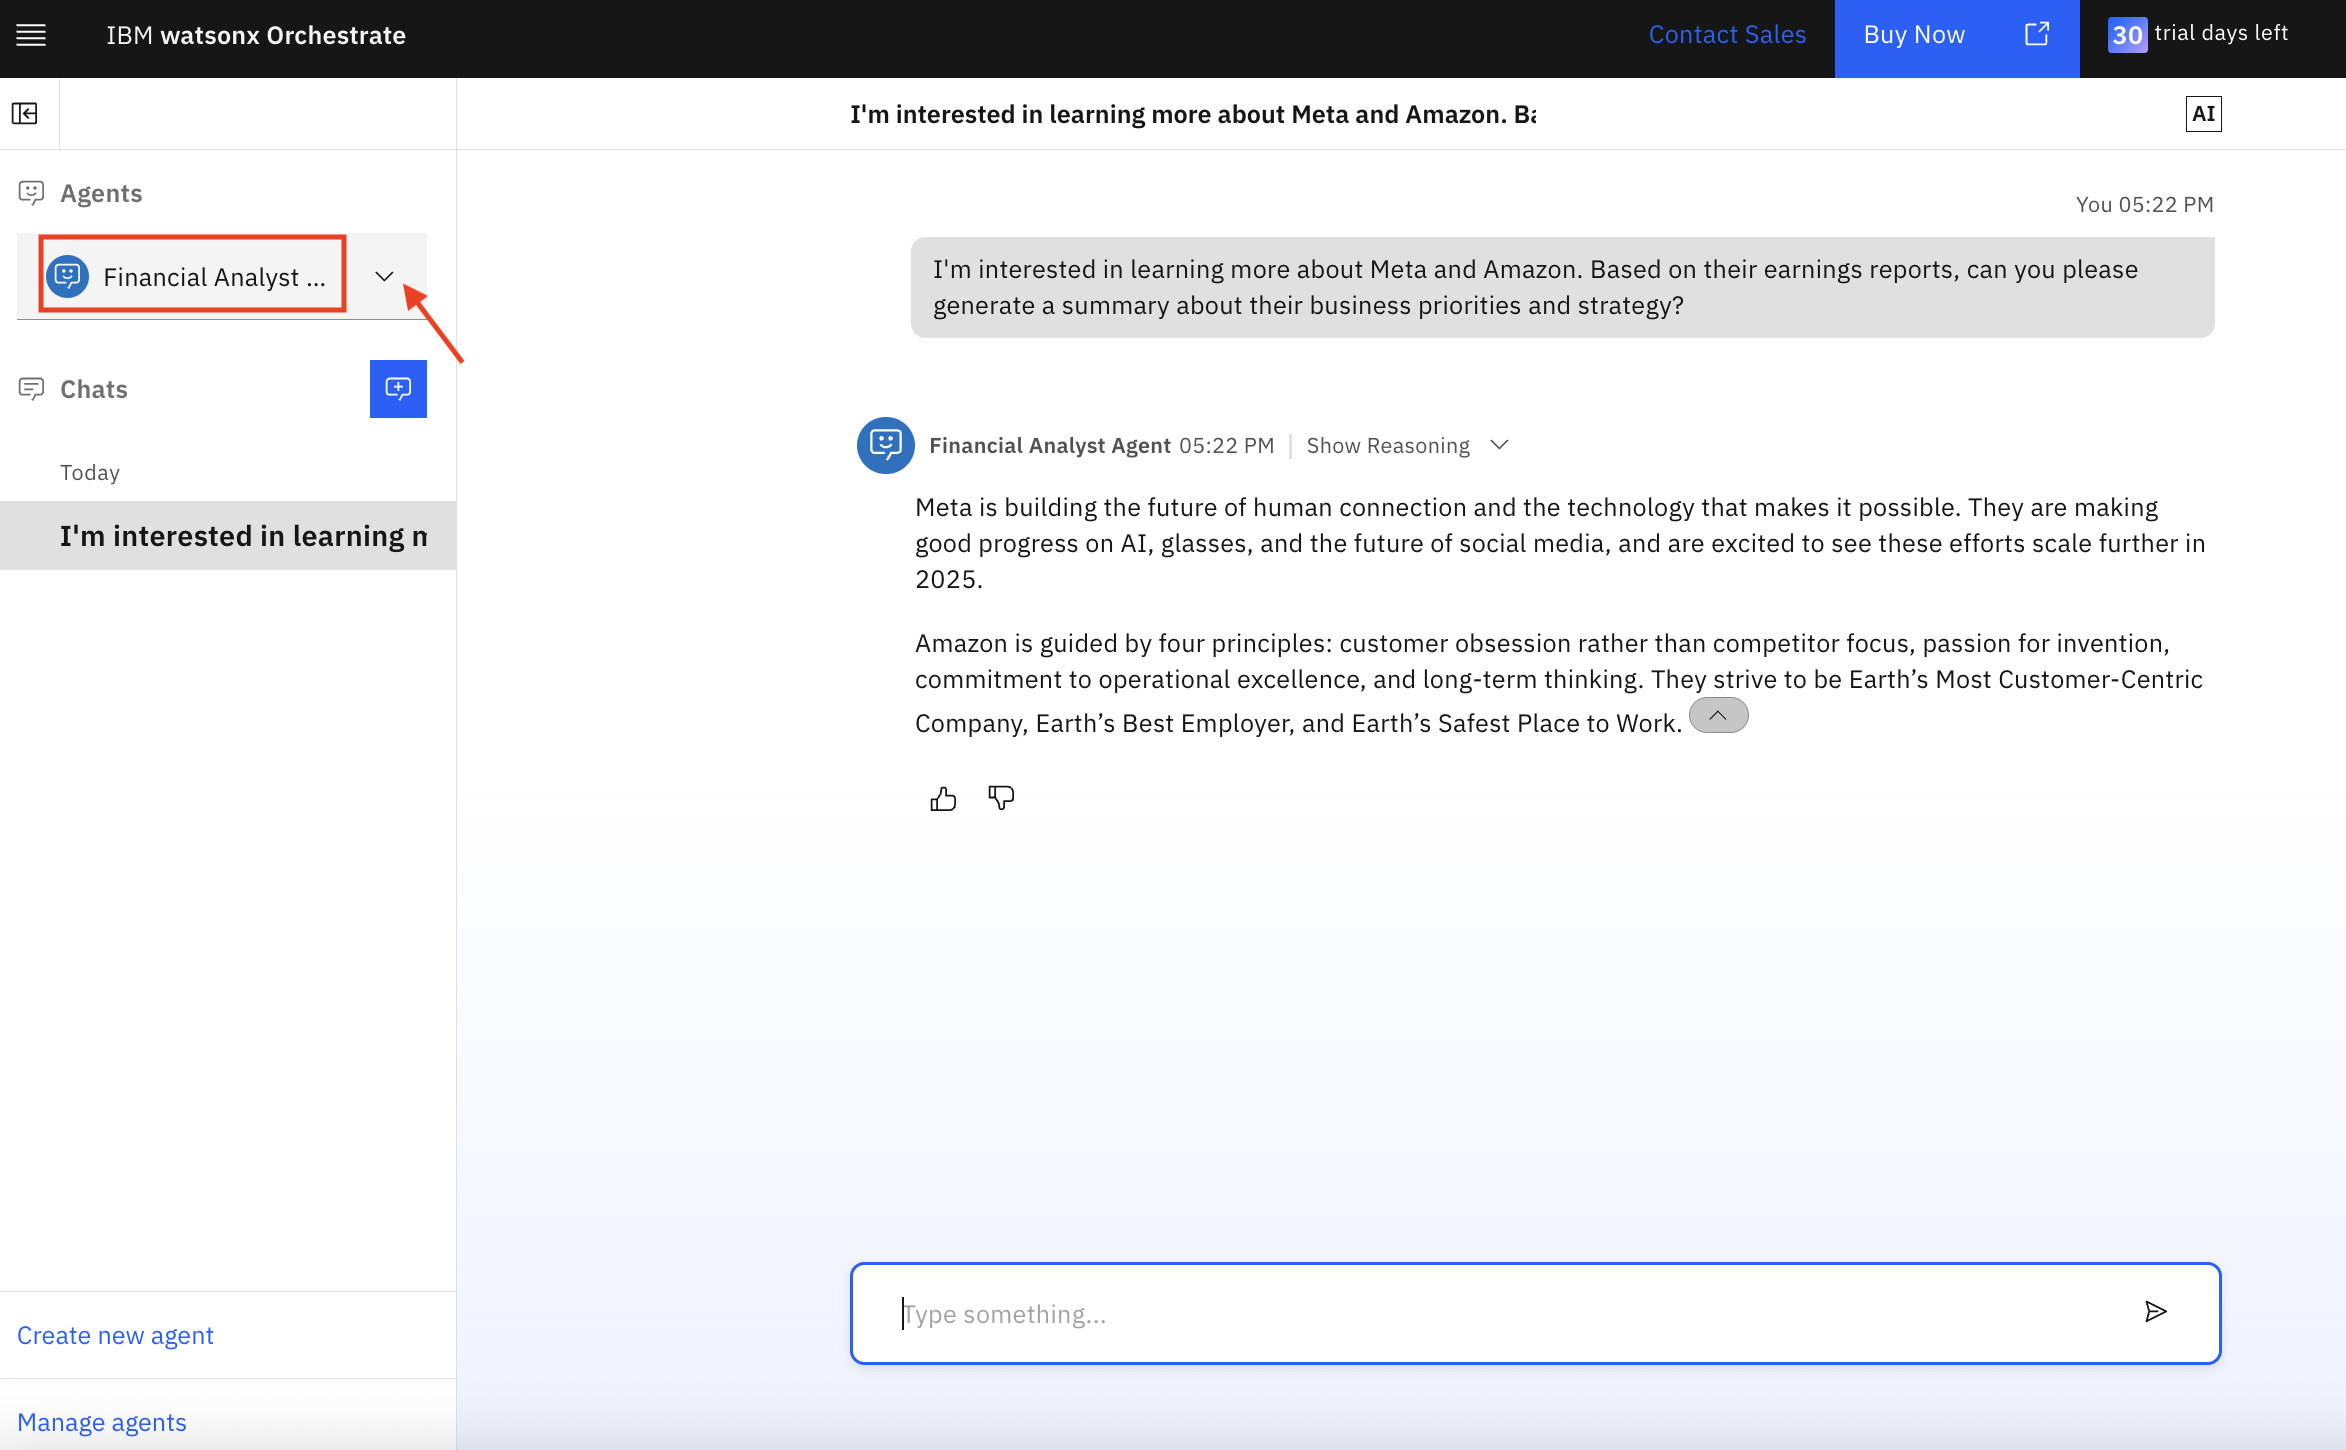 IBM watsonx Orchestrate
Contact Sales
Buy Now
30 trial days left
I'm interested in learning more about Meta and Amazon. Ba
AI
Agents
Financial Analyst ...
Chats
Today
I'm interested in learning m
You 05:22 PM
I'm interested in learning more about Meta and Amazon. Based on their earnings reports, can you please
generate a summary about their business priorities and strategy?
Financial Analyst Agent 05:22 PM | Show Reasoning
Meta is building the future of human connection and the technology that makes it possible. They are making
good progress on AI, glasses, and the future of social media, and are excited to see these efforts scale further in
2025.
Amazon is guided by four principles: customer obsession rather than competitor focus, passion for invention,
commitment to operational excellence, and long-term thinking. They strive to be Earth’s Most Customer-Centric
Company, Earth’s Best Employer, and Earth’s Safest Place to Work.
Type something...
Create new agent
Manage agents